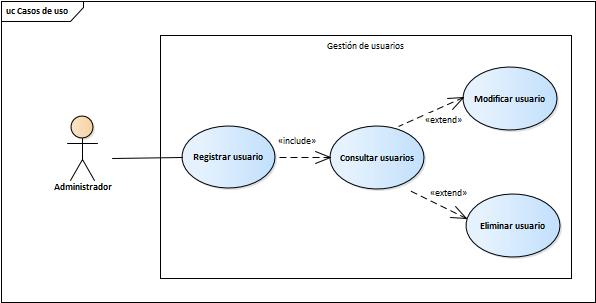 uc Casos de uso
Gestión de usuarios
Modificar usuario
«extend»
«include»
Registrar usuario
Consultar usuarios
Administrador
«extend»
Eliminar usuario